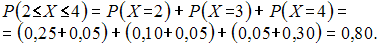 P(2≤X≤4) = P(X=2) + P(X=3) + P(X=4) =
= (0,25+0,05) + (0,10+0,05) + (0,05+0,30) = 0,80.